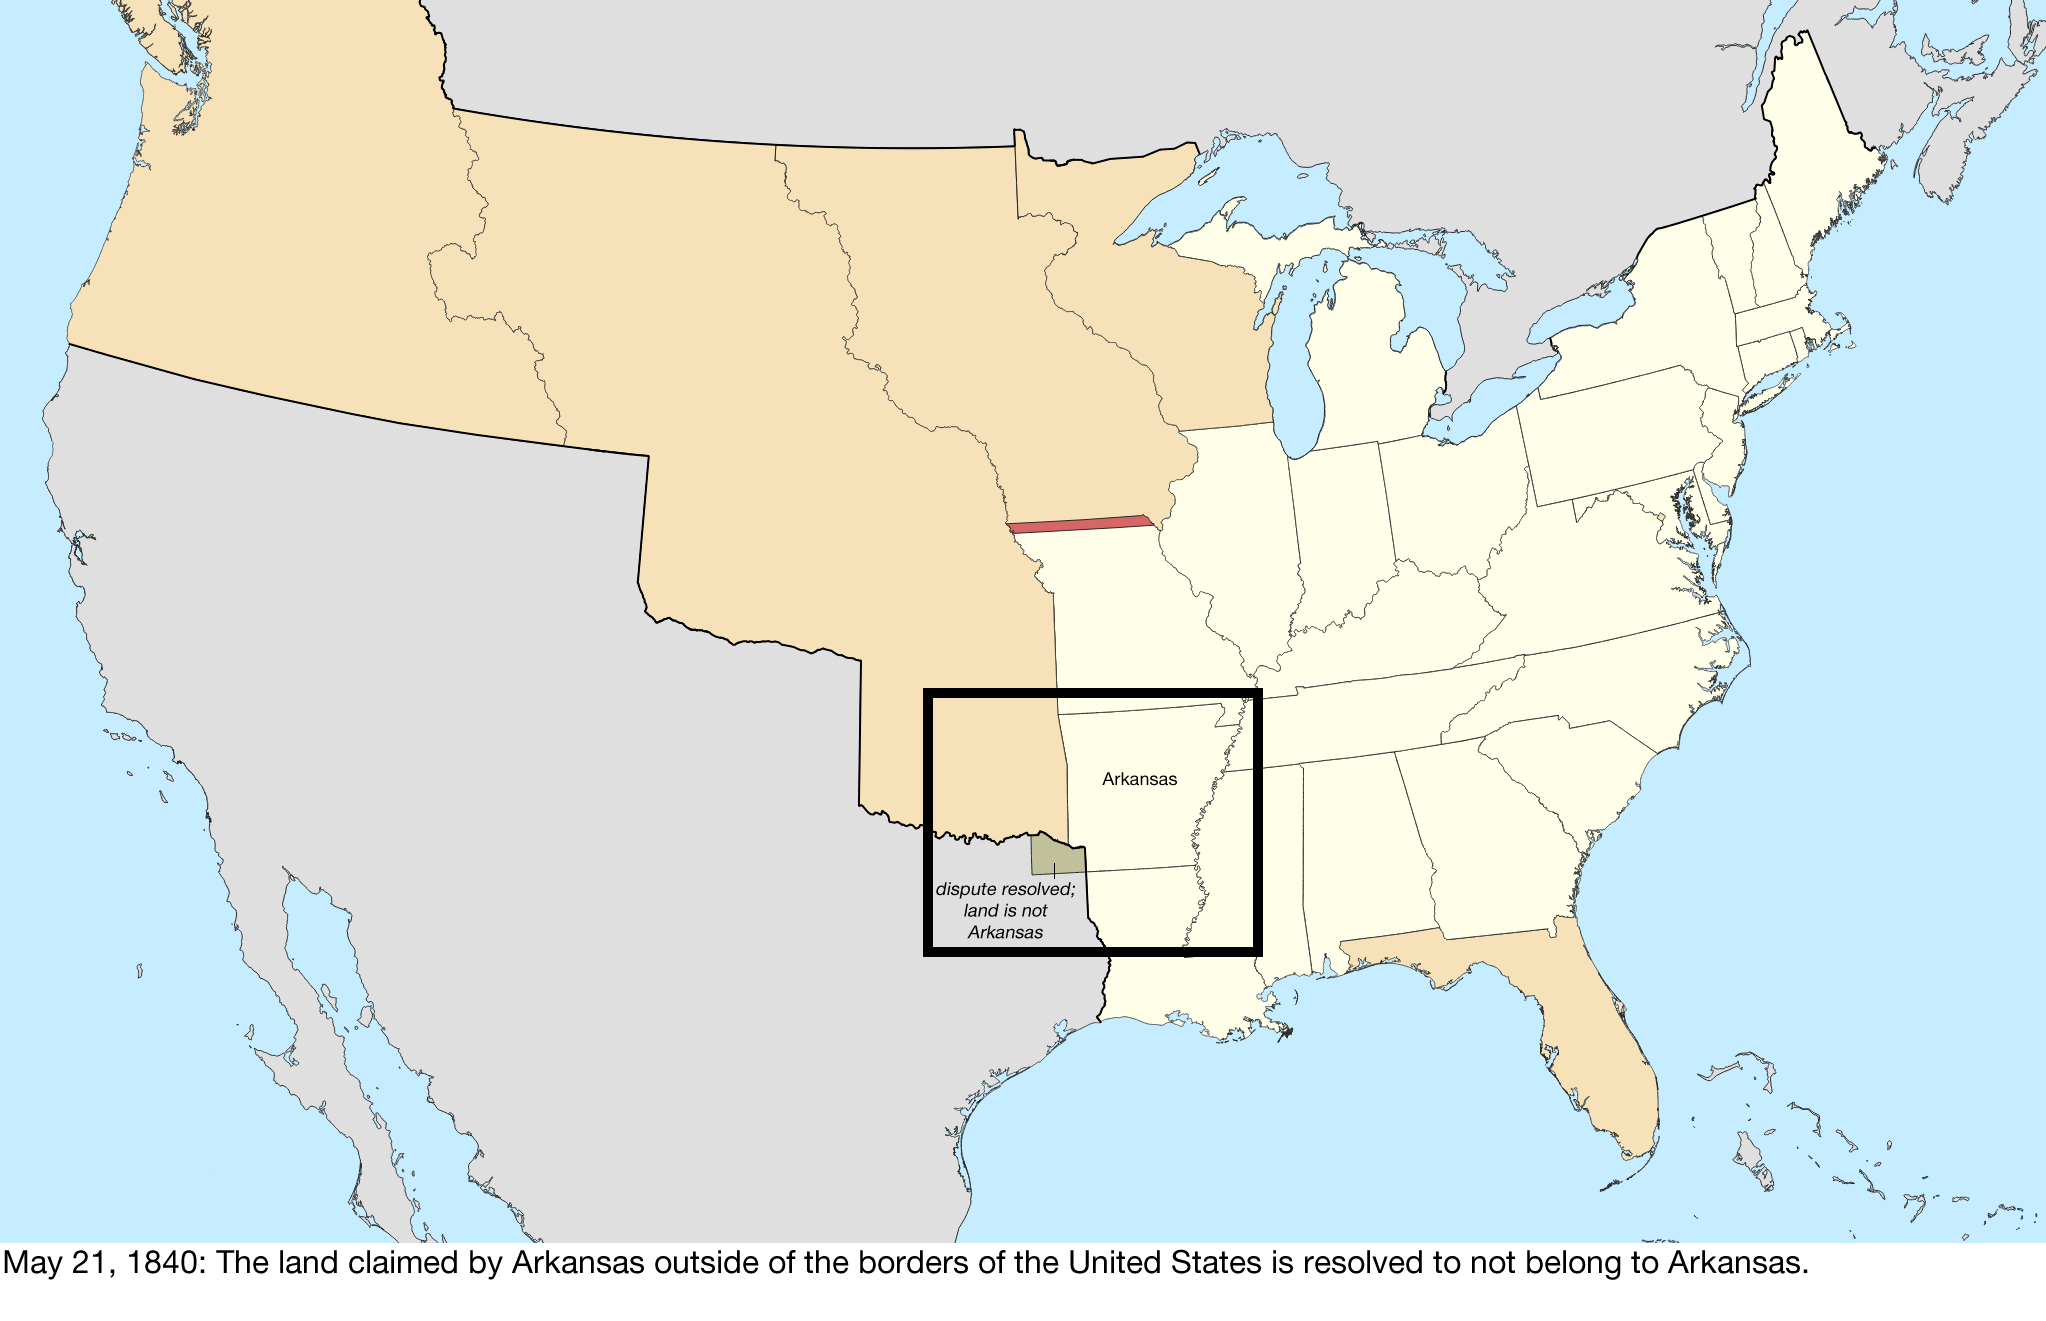 Arkansas
dispute resolved;
land is not
Arkansas
May 21, 1840: The land claimed by Arkansas outside of the borders of the United States is resolved to not belong to Arkansas.